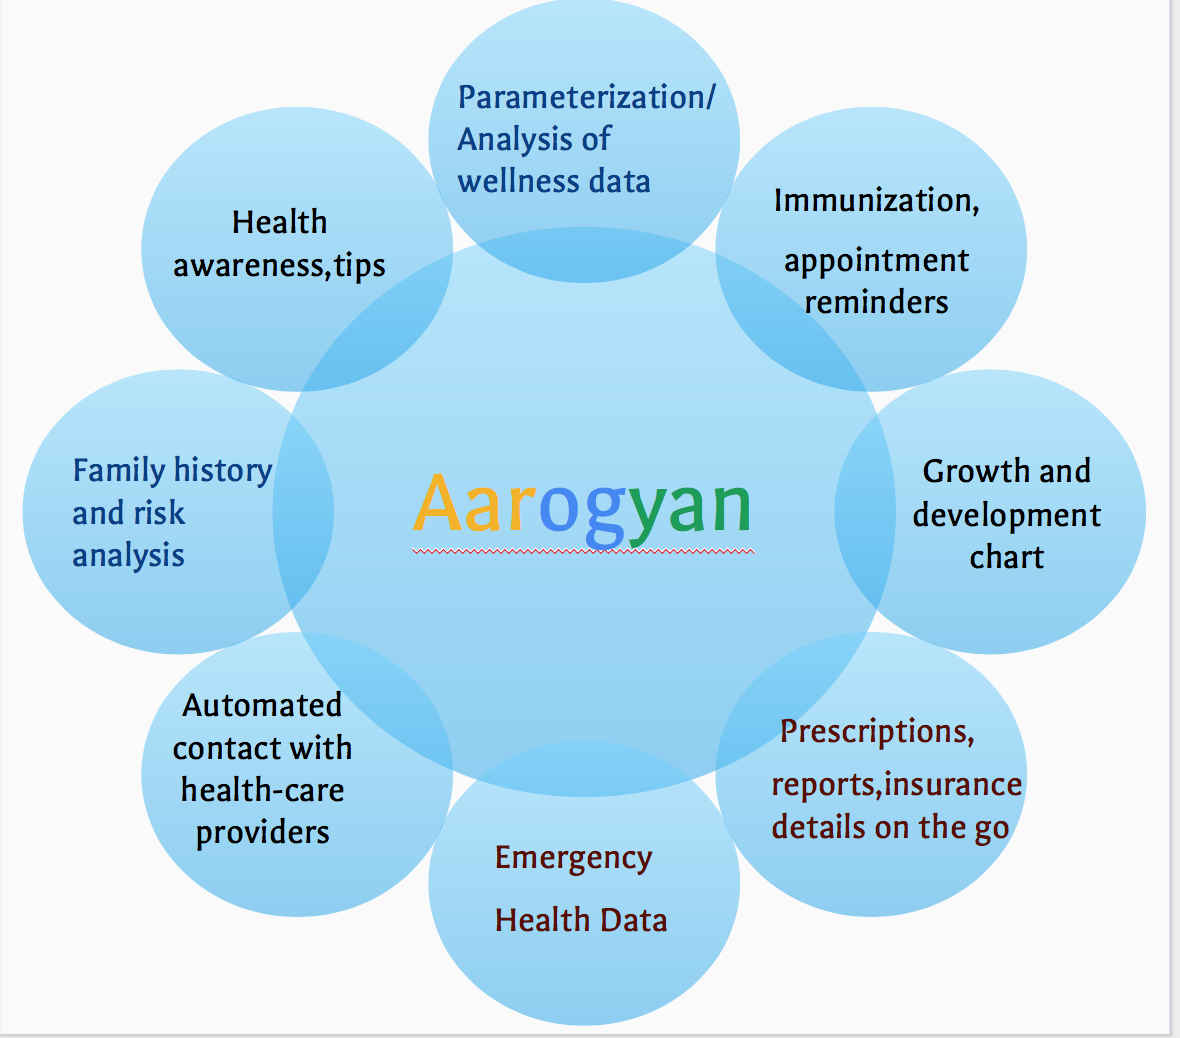 Parameterization/
Analysis of
wellness data
Immunization,
appointment
reminders
Growth and
development
chart
Prescriptions,
reports,insurance
details on the go
Emergency
Health Data
Automated
contact with
health-care
providers
Family history
and risk
analysis
Health
awareness,tips
Aarogyan